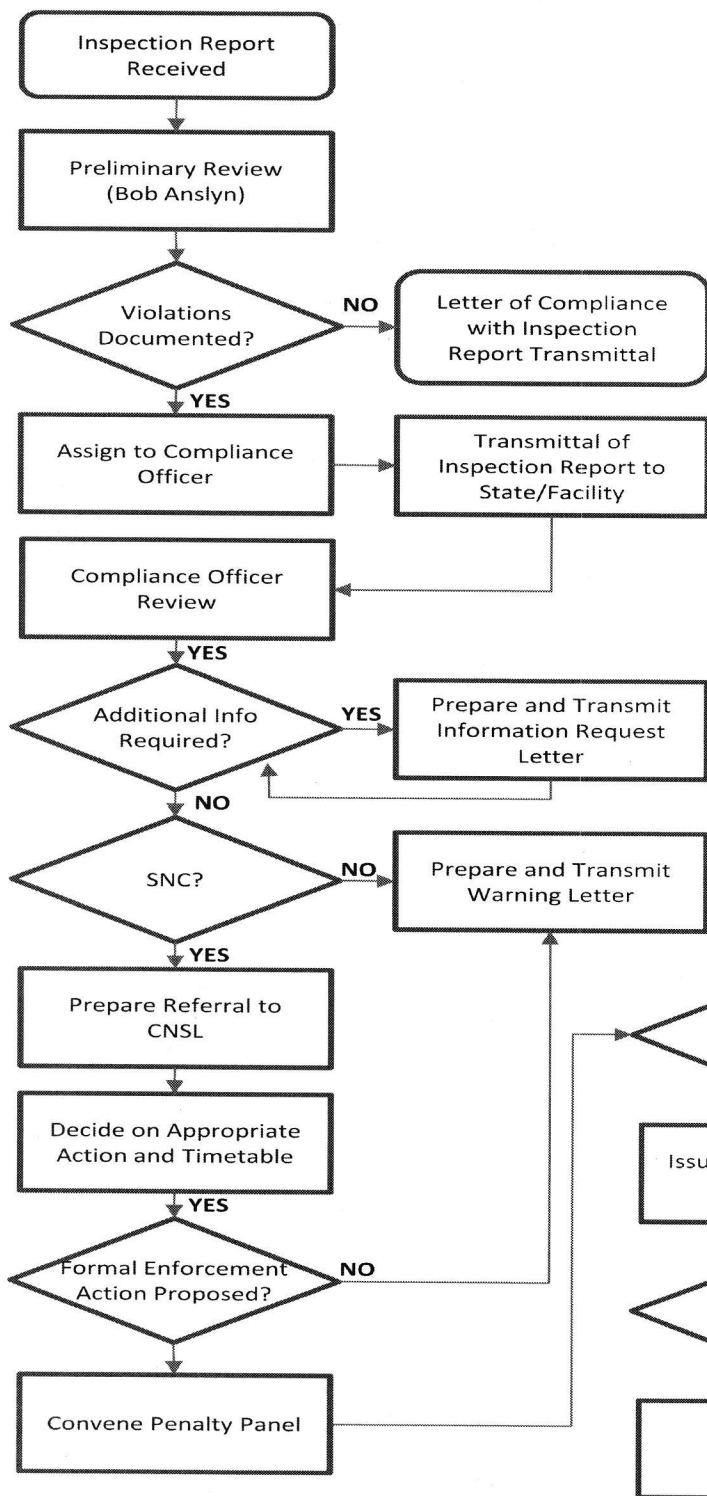 Inspection Report
Received
Preliminary Review
(Bob Anslyn)
Violations
Documented?
NO
Letter of Compliance
with Inspection
Report Transmittal
YES
Assign to Compliance
Officer
Transmittal of
Inspection Report to
State/Facility
Compliance Officer
Review
YES
Additional Info
Required?
YES
Prepare and Transmit
Information Request
Letter
NO
SNC?
NO
Prepare and Transmit
Warning Letter
YES
Prepare Referral to
CNSL
Decide on Appropriate
Action and Timetable
Issu
YES
Formal Enforcement
Action Proposed?
NO
Convene Penalty Panel